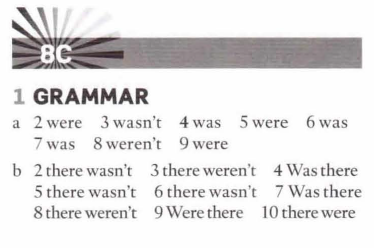 8C
1 GRAMMAR
a 2 were 3 wasn't 4 was 5 were 6 was
7 was 8 weren't 9 were
b 2 there wasn't 3 there weren't 4 Was there
5 there wasn't 6 there wasn't 7 Was there
8 there weren't 9 Were there 10 there were